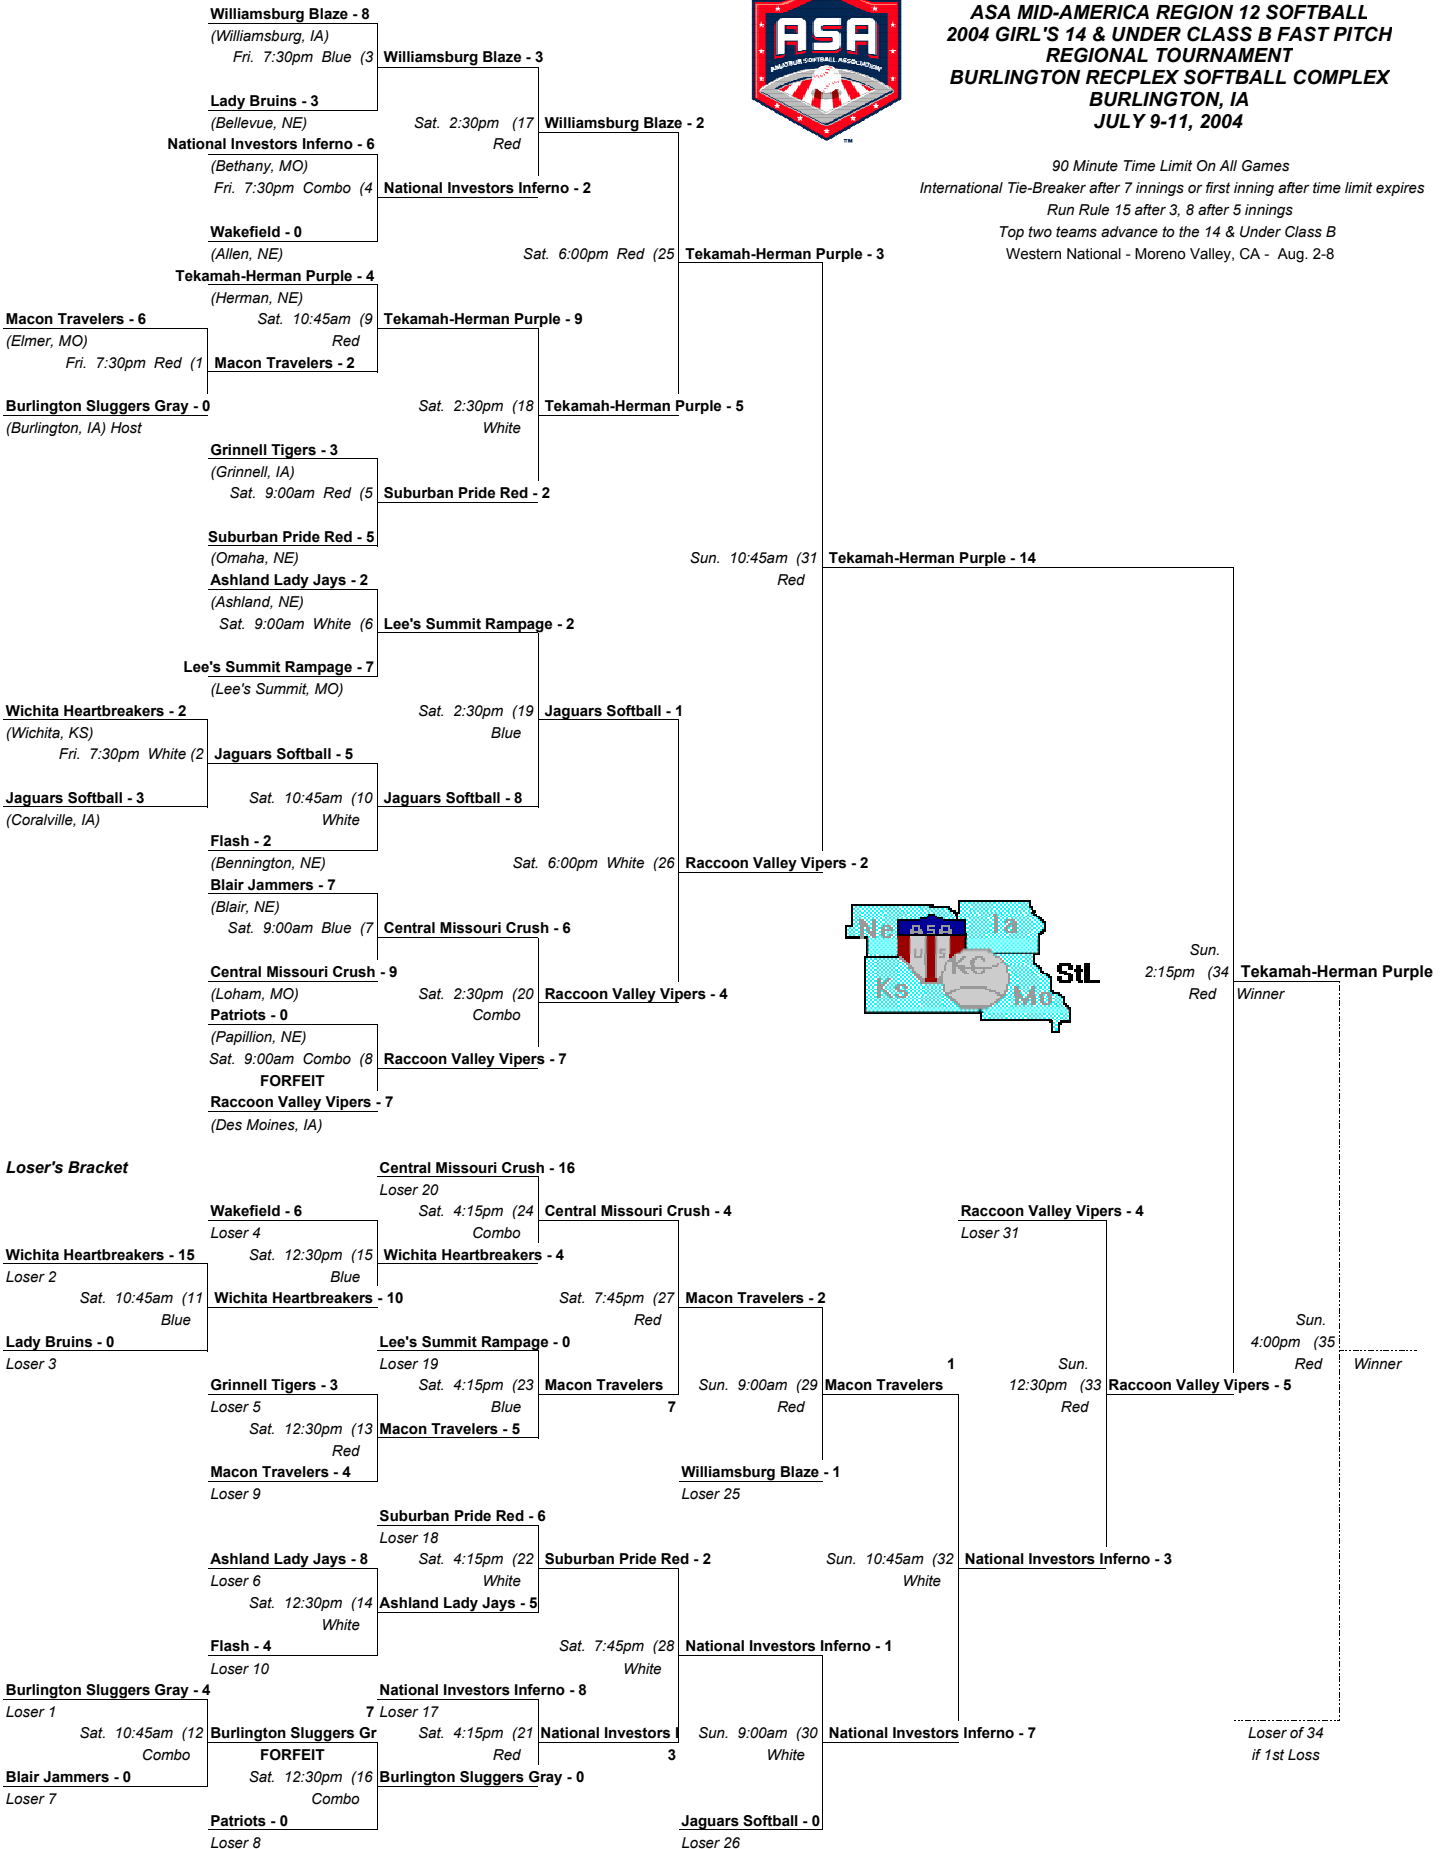 ASA
AMATEUR SOFTBALL ASSOCIATION
TM
ASA MID-AMERICA REGION 12 SOFTBALL
2004 GIRL'S 14 & UNDER CLASS B FAST PITCH
REGIONAL TOURNAMENT
BURLINGTON RECPLEX SOFTBALL COMPLEX
BURLINGTON, IA
JULY 9-11, 2004
90 Minute Time Limit On All Games
International Tie-Breaker after 7 innings or first inning after time limit expires
Run Rule 15 after 3, 8 after 5 innings
Top two teams advance to the 14 & Under Class B
Western National - Moreno Valley, CA - Aug. 2-8
Williamsburg Blaze - 8
(Williamsburg, IA)
Fri. 7:30pm Blue (3
Williamsburg Blaze - 3
Lady Bruins - 3
(Bellevue, NE)
Sat. 2:30pm (17
Red
Williamsburg Blaze - 2
National Investors Inferno - 6
(Bethany, MO)
Fri. 7:30pm Combo (4
National Investors Inferno - 2
Wakefield - 0
(Allen, NE)
Sat. 6:00pm Red (25
Tekamah-Herman Purple - 3
Tekamah-Herman Purple - 4
(Herman, NE)
Macon Travelers - 6
(Elmer, MO)
Sat. 10:45am (9
Red
Tekamah-Herman Purple - 9
Fri. 7:30pm Red (1
Macon Travelers - 2
Burlington Sluggers Gray - 0
(Burlington, IA) Host
Sat. 2:30pm (18
White
Tekamah-Herman Purple - 5
Grinnell Tigers - 3
(Grinnell, IA)
Sat. 9:00am Red (5
Suburban Pride Red - 2
Suburban Pride Red - 5
(Omaha, NE)
Sun. 10:45am (31
Red
Tekamah-Herman Purple - 14
Ashland Lady Jays - 2
(Ashland, NE)
Sat. 9:00am White (6
Lee's Summit Rampage - 2
Lee's Summit Rampage - 7
(Lee's Summit, MO)
Wichita Heartbreakers - 2
(Wichita, KS)
Sat. 2:30pm (19
Blue
Jaguars Softball - 1
Fri. 7:30pm White (2
Jaguars Softball - 5
Jaguars Softball - 3
(Coralville, IA)
Sat. 10:45am (10
White
Jaguars Softball - 8
Flash - 2
(Bennington, NE)
Sat. 6:00pm White (26
Raccoon Valley Vipers - 2
Blair Jammers - 7
(Blair, NE)
Sat. 9:00am Blue (7
Central Missouri Crush - 6
Central Missouri Crush - 9
(Loham, MO)
Sat. 2:30pm (20
Combo
Raccoon Valley Vipers - 4
Patriots - 0
(Papillion, NE)
Sat. 9:00am Combo (8
FORFEIT
Raccoon Valley Vipers - 7
Raccoon Valley Vipers - 7
(Des Moines, IA)
Ne
ASA
Ia
US
KC
Ks
Mo
StL
Sun.
2:15pm (34
Red
Tekamah-Herman Purple
Winner
Loser's Bracket
Central Missouri Crush - 16
Loser 20
Wakefield - 6
Loser 4
Sat. 4:15pm (24
Combo
Central Missouri Crush - 4
Raccoon Valley Vipers - 4
Loser 31
Wichita Heartbreakers - 15
Loser 2
Sat. 12:30pm (15
Blue
Wichita Heartbreakers - 4
Sat. 10:45am (11
Blue
Wichita Heartbreakers - 10
Sat. 7:45pm (27
Red
Macon Travelers - 2
Lady Bruins - 0
Loser 3
Lee's Summit Rampage - 0
Loser 19
Sun.
4:00pm (35
Red
Winner
Grinnell Tigers - 3
Loser 5
Sat. 4:15pm (23
Blue
Macon Travelers
7
Sun. 9:00am (29
Red
1
Macon Travelers
Sun.
12:30pm (33
Red
Raccoon Valley Vipers - 5
Sat. 12:30pm (13
Red
Macon Travelers - 5
Macon Travelers - 4
Loser 9
Williamsburg Blaze - 1
Loser 25
Suburban Pride Red - 6
Loser 18
Ashland Lady Jays - 8
Loser 6
Sat. 4:15pm (22
White
Suburban Pride Red - 2
Sun. 10:45am (32
White
National Investors Inferno - 3
Sat. 12:30pm (14
White
Ashland Lady Jays - 5
Flash - 4
Loser 10
Sat. 7:45pm (28
White
National Investors Inferno - 1
Burlington Sluggers Gray - 4
Loser 1
National Investors Inferno - 8
7 Loser 17
Sat. 10:45am (12
Combo
Burlington Sluggers Gr
FORFEIT
Sat. 4:15pm (21
Red
National Investors I
3
Sun. 9:00am (30
White
National Investors Inferno - 7
Loser of 34
if 1st Loss
Blair Jammers - 0
Loser 7
Sat. 12:30pm (16
Combo
Burlington Sluggers Gray - 0
Patriots - 0
Loser 8
Jaguars Softball - 0
Loser 26